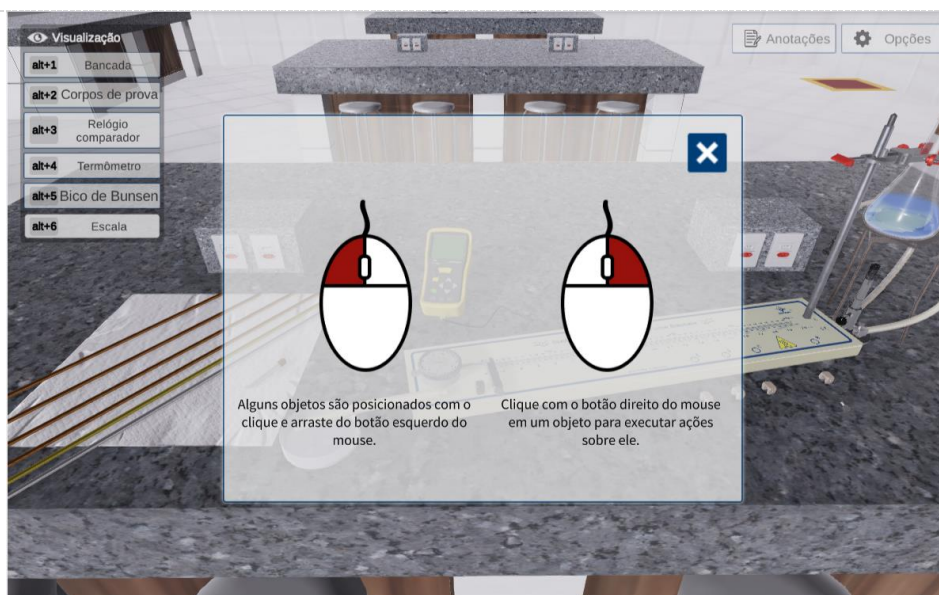 Visualização
alt+1 Bancada
alt+2 Corpos de prova
alt+3 Relógio
comparador
alt+4 Termômetro
alt+5 Bico de Bunsen
alt+6 Escala
Anotações
Opções
Alguns objetos são posicionados com o
clique e arraste do botão esquerdo do
mouse.
Clique com o botão direito do mouse
em um objeto para executar ações
sobre ele.